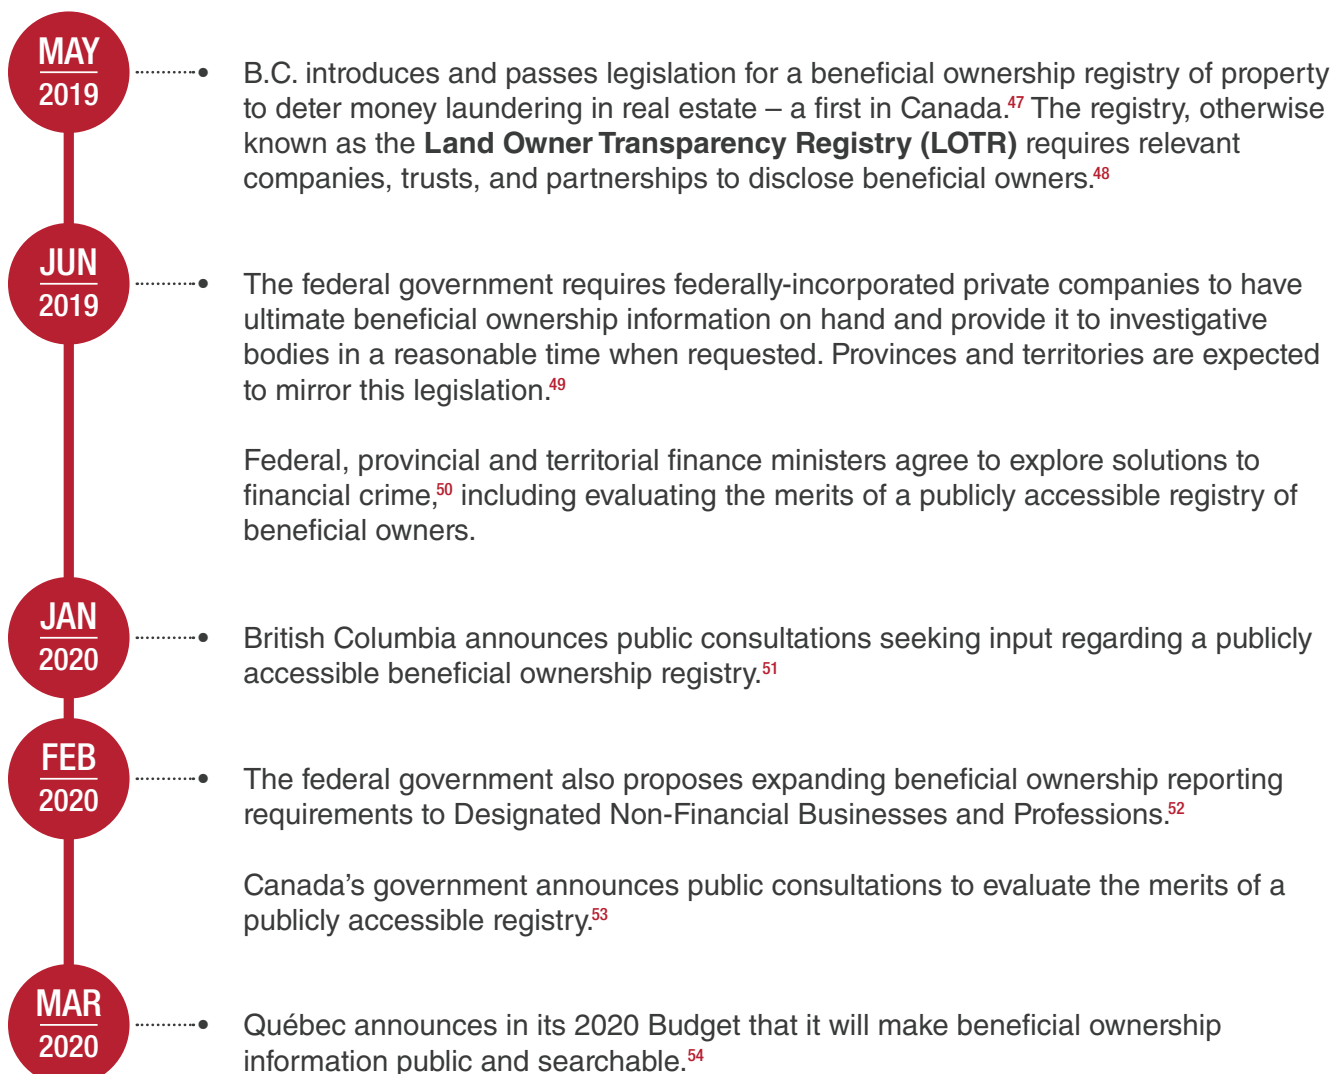 MAY
2019
B.C. introduces and passes legislation for a beneficial ownership registry of property
to deter money laundering in real estate – a first in Canada.47 The registry, otherwise
known as the Land Owner Transparency Registry (LOTR) requires relevant
companies, trusts, and partnerships to disclose beneficial owners.48
JUN
2019
The federal government requires federally-incorporated private companies to have
ultimate beneficial ownership information on hand and provide it to investigative
bodies in a reasonable time when requested. Provinces and territories are expected
to mirror this legislation.49
Federal, provincial and territorial finance ministers agree to explore solutions to
financial crime,50 including evaluating the merits of a publicly accessible registry of
beneficial owners.
JAN
2020
British Columbia announces public consultations seeking input regarding a publicly
accessible beneficial ownership registry.51
FEB
2020
The federal government also proposes expanding beneficial ownership reporting
requirements to Designated Non-Financial Businesses and Professions.52
Canada’s government announces public consultations to evaluate the merits of a
publicly accessible registry.53
MAR
2020
Québec announces in its 2020 Budget that it will make beneficial ownership
information public and searchable.54